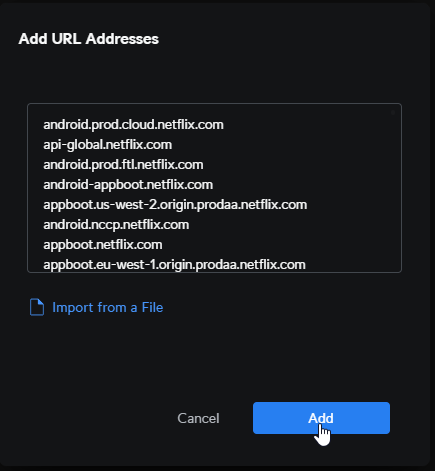 Add URL Addresses
android.prod.cloud.netflix.com
api-global.netflix.com
android.prod.ftl.netflix.com
android-appboot.netflix.com
appboot.us-west-2.origin.prodaa.netflix.com
android.nccp.netflix.com
appboot.netflix.com
appboot.eu-west-1.origin.prodaa.netflix.com
Import from a File
Cancel
Add